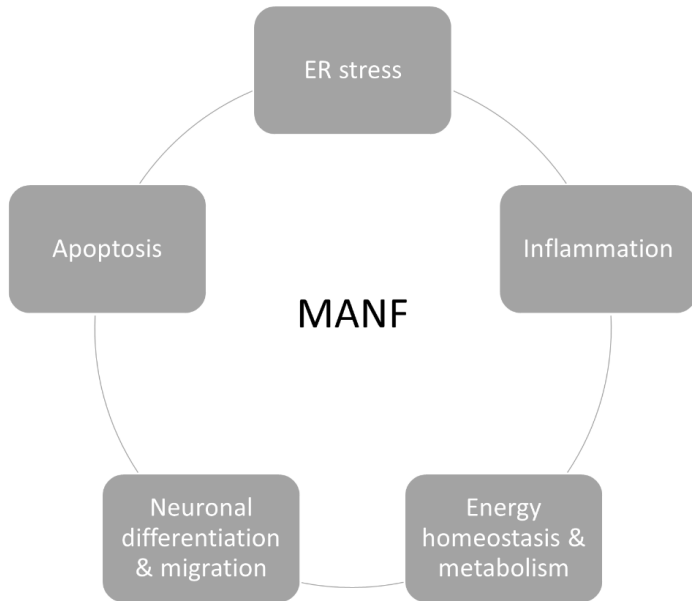 ER stress
Apoptosis
Inflammation
MANF
Neuronal
differentiation
& migration
Energy
homeostasis &
metabolism